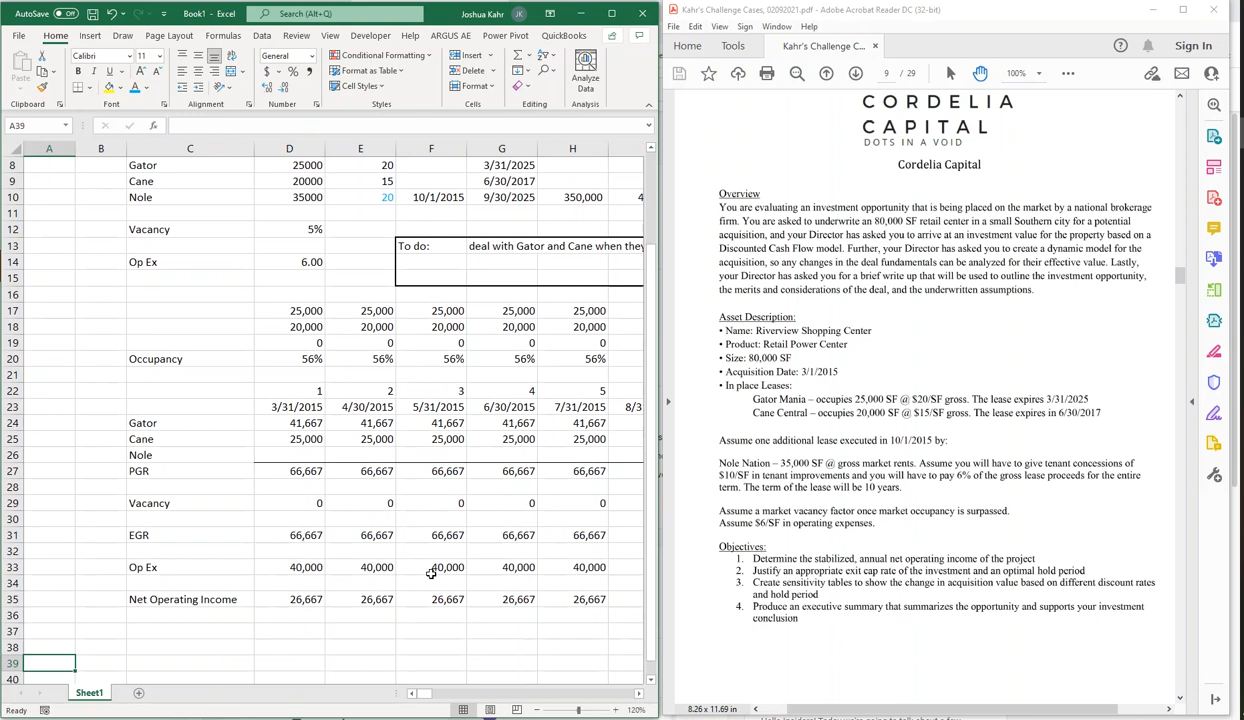 AutoSave Off Book1 - Excel Search (Alt+Q) Joshua Kahr JK
File Home Insert Draw Page Layout Formulas Data Review View Developer Help ARGUS AE Power Pivot QuickBooks
Paste Calibri 11 General Conditional Formatting Insert Analyze Data
Format as Table Delete
Cell Styles Format
Clipboard Font Alignment Number Styles Cells Editing Analysis
A39 fx
A B C D E F G H
8 Gator 25000 20 3/31/2025
9 Cane 20000 15 6/30/2017
10 Nole 35000 20 10/1/2015 9/30/2025 350,000 4
11
12 Vacancy 5%
13 To do: deal with Gator and Cane when they
14 Op Ex 6.00
15
16
17 25,000 25,000 25,000 25,000 25,000
18 20,000 20,000 20,000 20,000 20,000
19 0 0 0 0 0
20 Occupancy 56% 56% 56% 56% 56%
21
22 1 2 3 4 5
23 3/31/2015 4/30/2015 5/31/2015 6/30/2015 7/31/2015 8/3
24 Gator 41,667 41,667 41,667 41,667 41,667
25 Cane 25,000 25,000 25,000 25,000 25,000
26 Nole
27 PGR 66,667 66,667 66,667 66,667 66,667
28
29 Vacancy 0 0 0 0 0
30
31 EGR 66,667 66,667 66,667 66,667 66,667
32
33 Op Ex 40,000 40,000 40,000 40,000 40,000
34
35 Net Operating Income 26,667 26,667 26,667 26,667 26,667
36
37
38
39
40
Sheet1
Ready 120%
Kahr's Challenge Cases, 02092021.pdf - Adobe Acrobat Reader DC (32-bit)
File Edit View Sign Window Help
Home Tools Kahr's Challenge C... Sign In
9 / 29 100%
CORDELIA
CAPITAL
DOTS IN A VOID
Cordelia Capital
Overview
You are evaluating an investment opportunity that is being placed on the market by a national brokerage
firm. You are asked to underwrite an 80,000 SF retail center in a small Southern city for a potential
acquisition, and your Director has asked you to arrive at an investment value for the property based on a
Discounted Cash Flow model. Further, your Director has asked you to create a dynamic model for the
acquisition, so any changes in the deal fundamentals can be analyzed for their effective value. Lastly,
your Director has asked you for a brief write up that will be used to outline the investment opportunity,
the merits and considerations of the deal, and the underwritten assumptions.
Asset Description:
• Name: Riverview Shopping Center
• Product: Retail Power Center
• Size: 80,000 SF
• Acquisition Date: 3/1/2015
• In place Leases:
Gator Mania – occupies 25,000 SF @ $20/SF gross. The lease expires 3/31/2025
Cane Central – occupies 20,000 SF @ $15/SF gross. The lease expires in 6/30/2017
Assume one additional lease executed in 10/1/2015 by:
Nole Nation – 35,000 SF @ gross market rents. Assume you will have to give tenant concessions of
$10/SF in tenant improvements and you will have to pay 6% of the gross lease proceeds for the entire
term. The term of the lease will be 10 years.
Assume a market vacancy factor once market occupancy is surpassed.
Assume $6/SF in operating expenses.
Objectives:
1. Determine the stabilized, annual net operating income of the project
2. Justify an appropriate exit cap rate of the investment and an optimal hold period
3. Create sensitivity tables to show the change in acquisition value based on different discount rates
and hold period
4. Produce an executive summary that summarizes the opportunity and supports your investment
conclusion
8.26 x 11.69 in